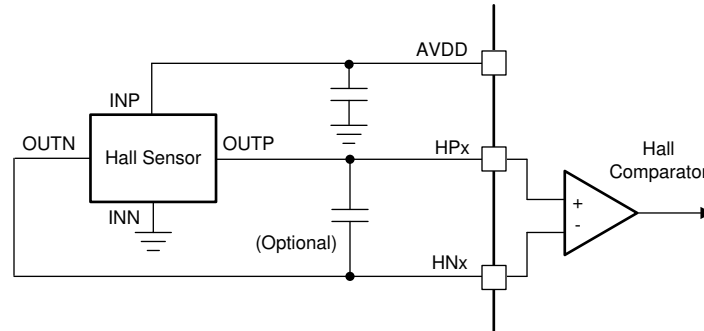 AVDD
INP
OUTN
Hall Sensor
OUTP
HPx
Hall
Comparator
+
-
INN
(Optional)
HNx